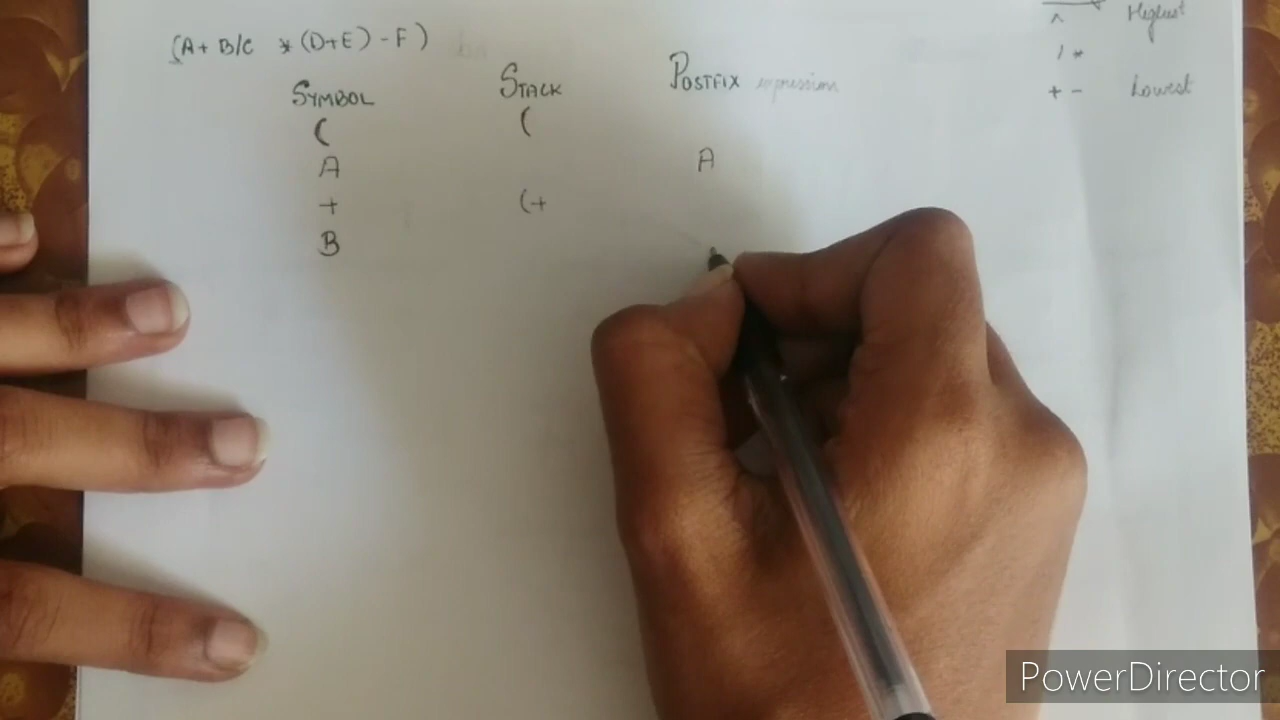 (A+ B/C * (D+E) - F)
^ Highest
/ *
+ - Lowest
SYMBOL STACK POSTFIX expression
( (
A A
+ (+
B
PowerDirector